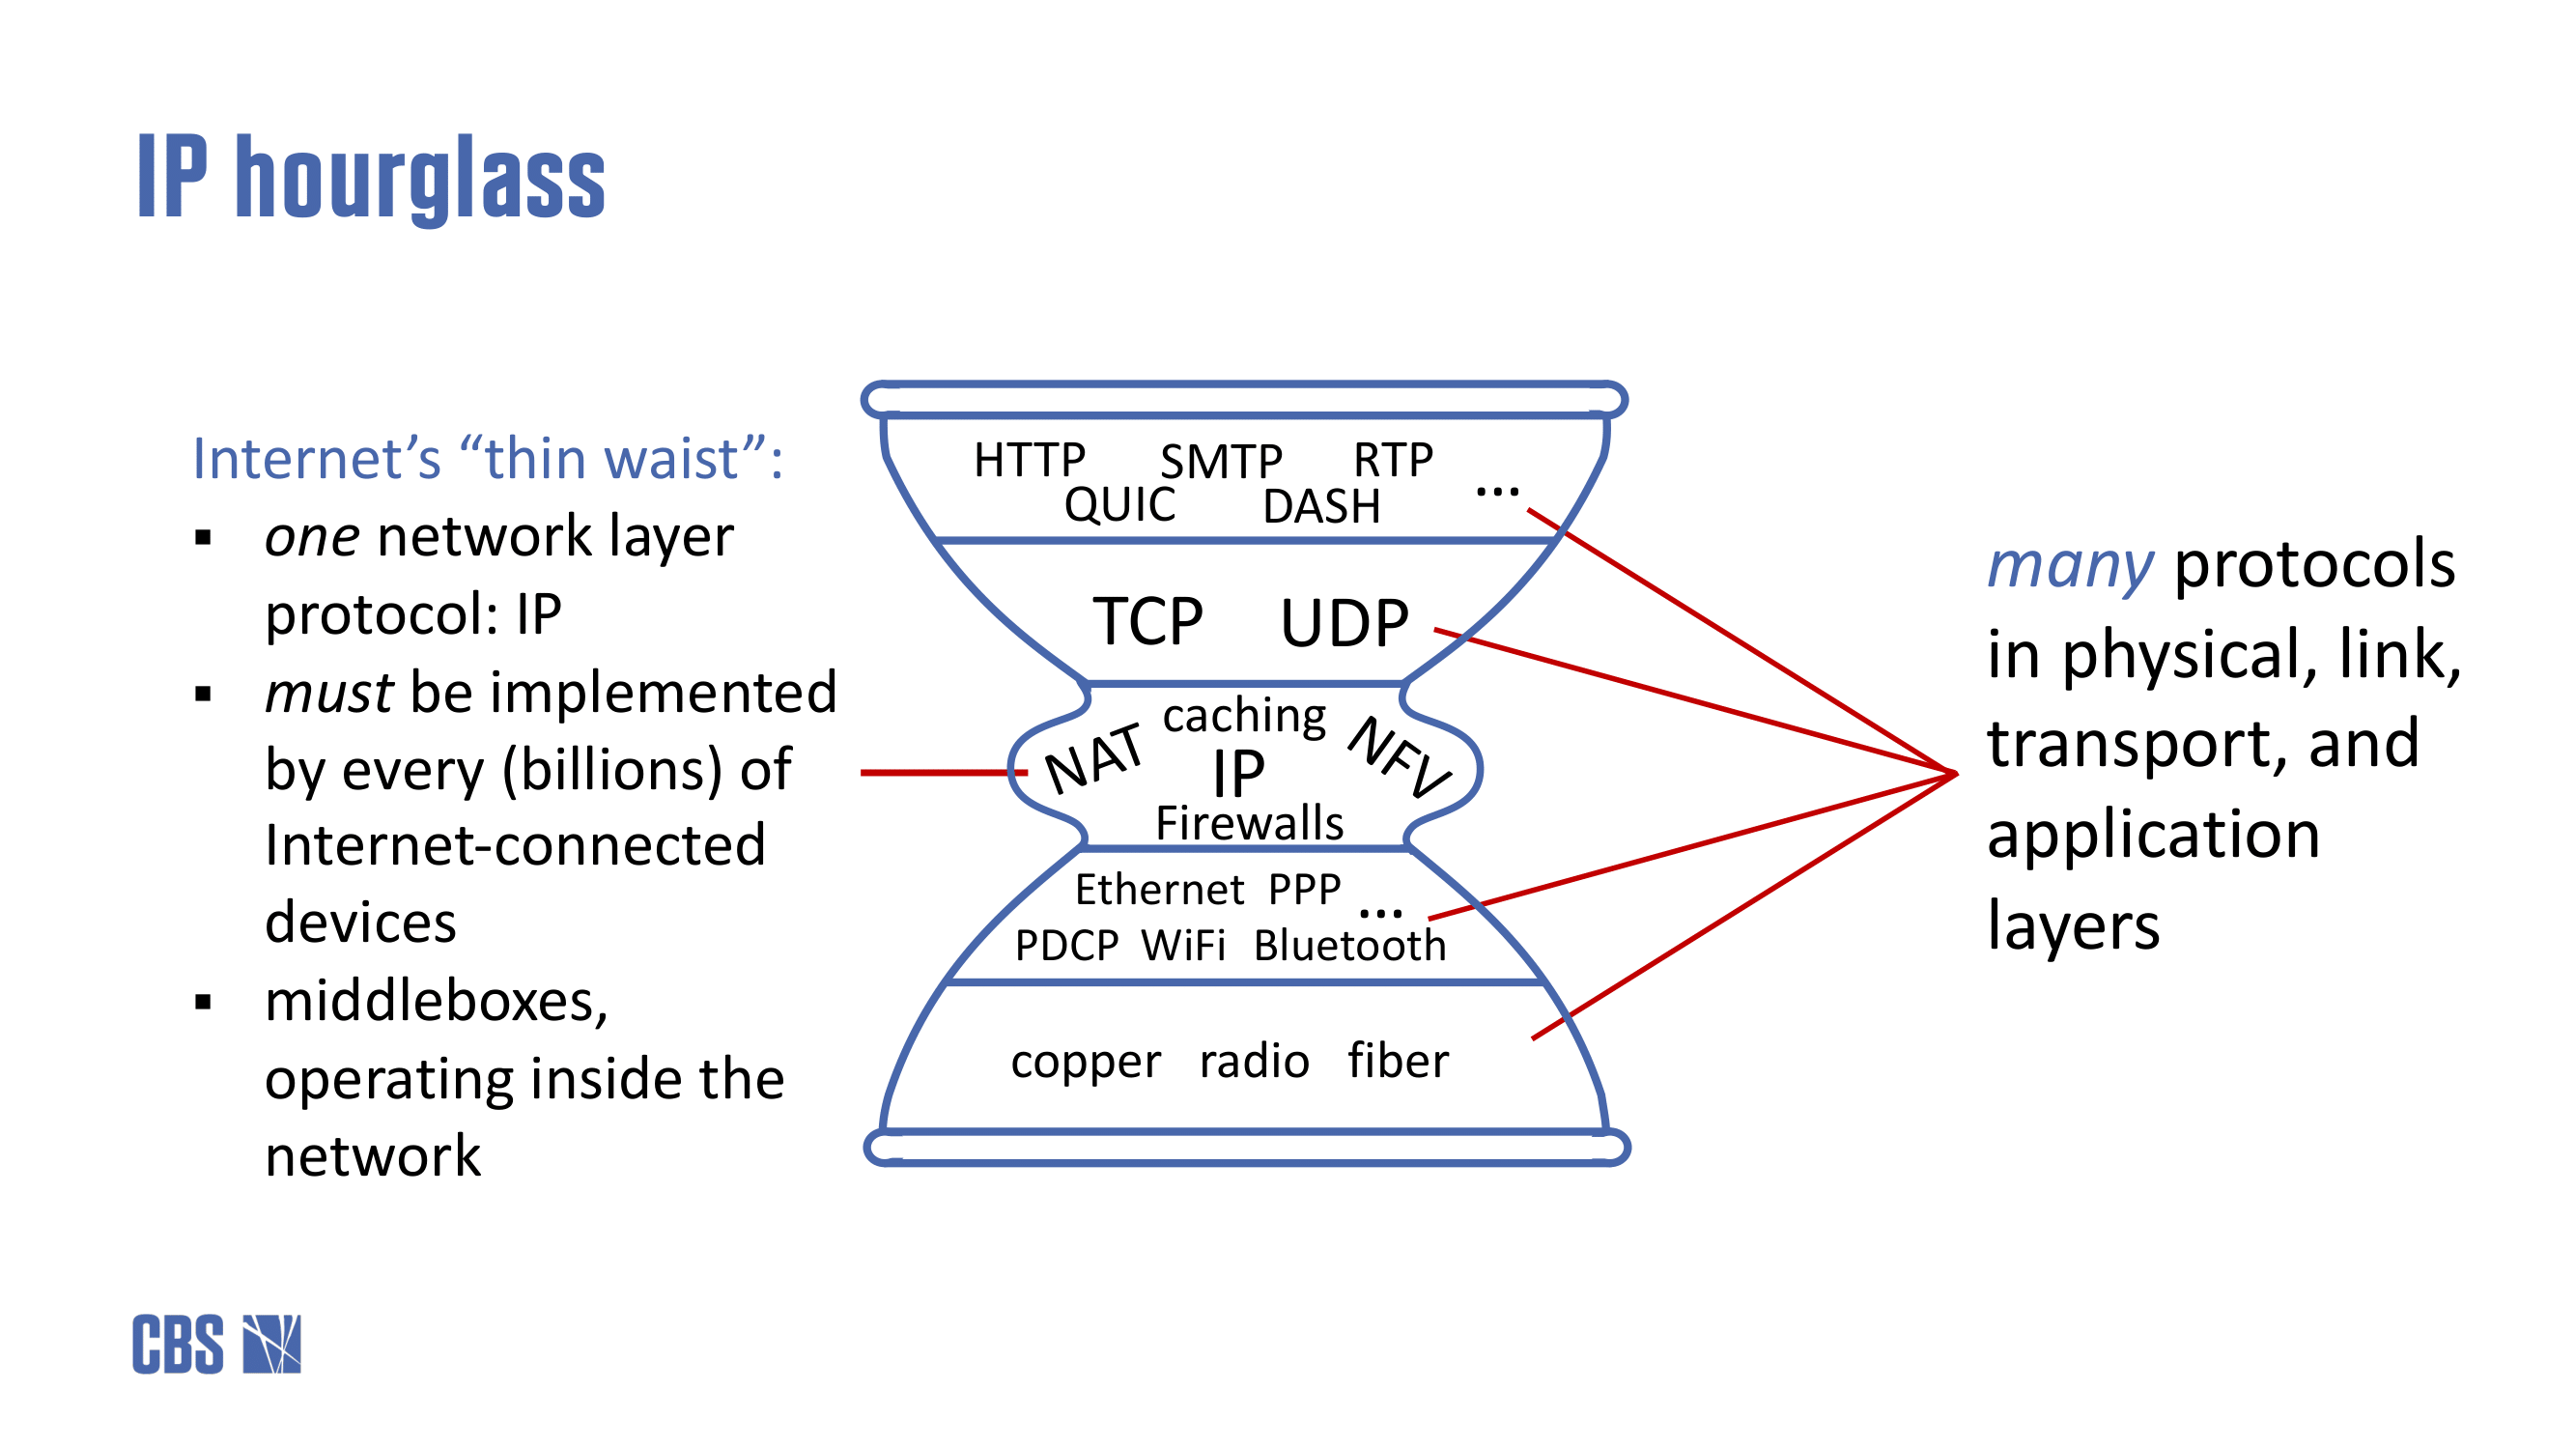 IP hourglass
Internet’s “thin waist”:
▪ one network layer
protocol: IP
▪ must be implemented
by every (billions) of
Internet-connected
devices
▪ middleboxes,
operating inside the
network
HTTP SMTP RTP
QUIC DASH ...
TCP UDP
caching
NAT IP NFV
Firewalls
Ethernet PPP ...
PDCP WiFi Bluetooth
copper radio fiber
many protocols
in physical, link,
transport, and
application
layers
CBS